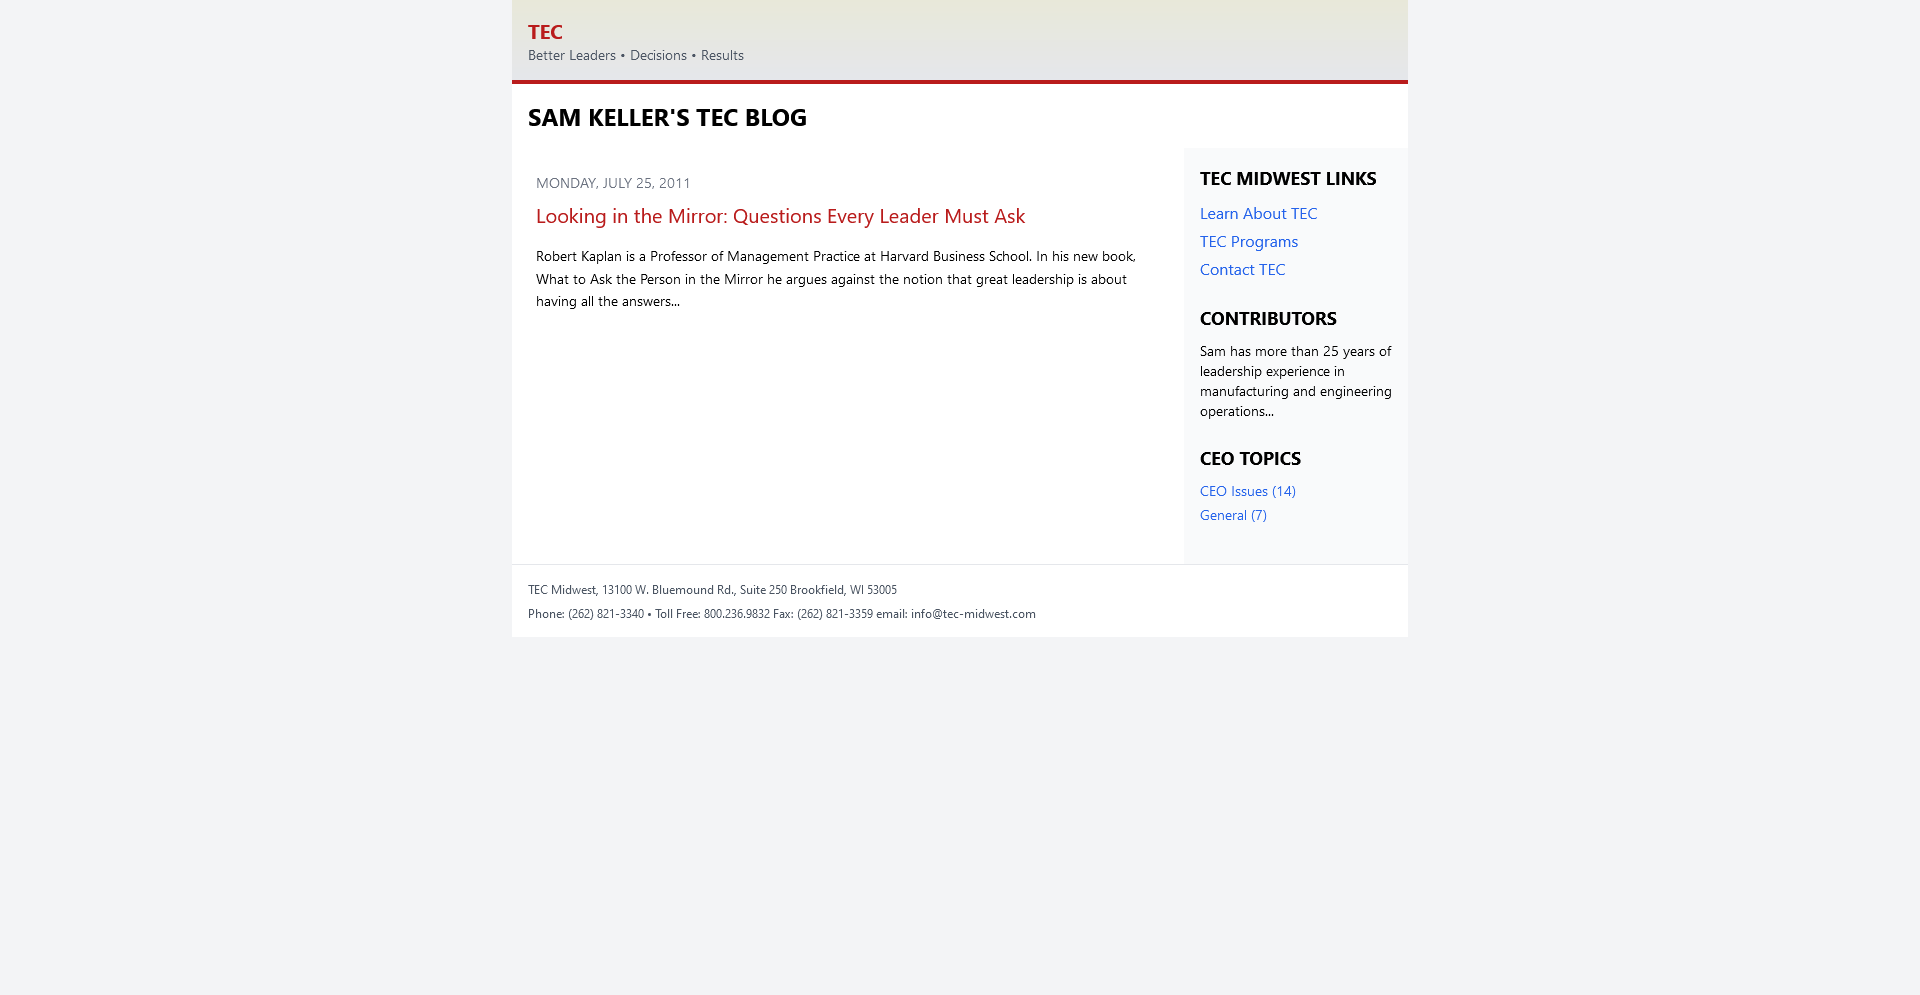 TEC
Better Leaders • Decisions • Results
SAM KELLER'S TEC BLOG
MONDAY, JULY 25, 2011
Looking in the Mirror: Questions Every Leader Must Ask
Robert Kaplan is a Professor of Management Practice at Harvard Business School. In his new book,
What to Ask the Person in the Mirror he argues against the notion that great leadership is about
having all the answers...
TEC MIDWEST LINKS
Learn About TEC
TEC Programs
Contact TEC
CONTRIBUTORS
Sam has more than 25 years of
leadership experience in
manufacturing and engineering
operations...
CEO TOPICS
CEO Issues (14)
General (7)
TEC Midwest, 13100 W. Bluemound Rd., Suite 250 Brookfield, WI 53005
Phone: (262) 821-3340 • Toll Free: 800.236.9832 Fax: (262) 821-3359 email: info@tec-midwest.com